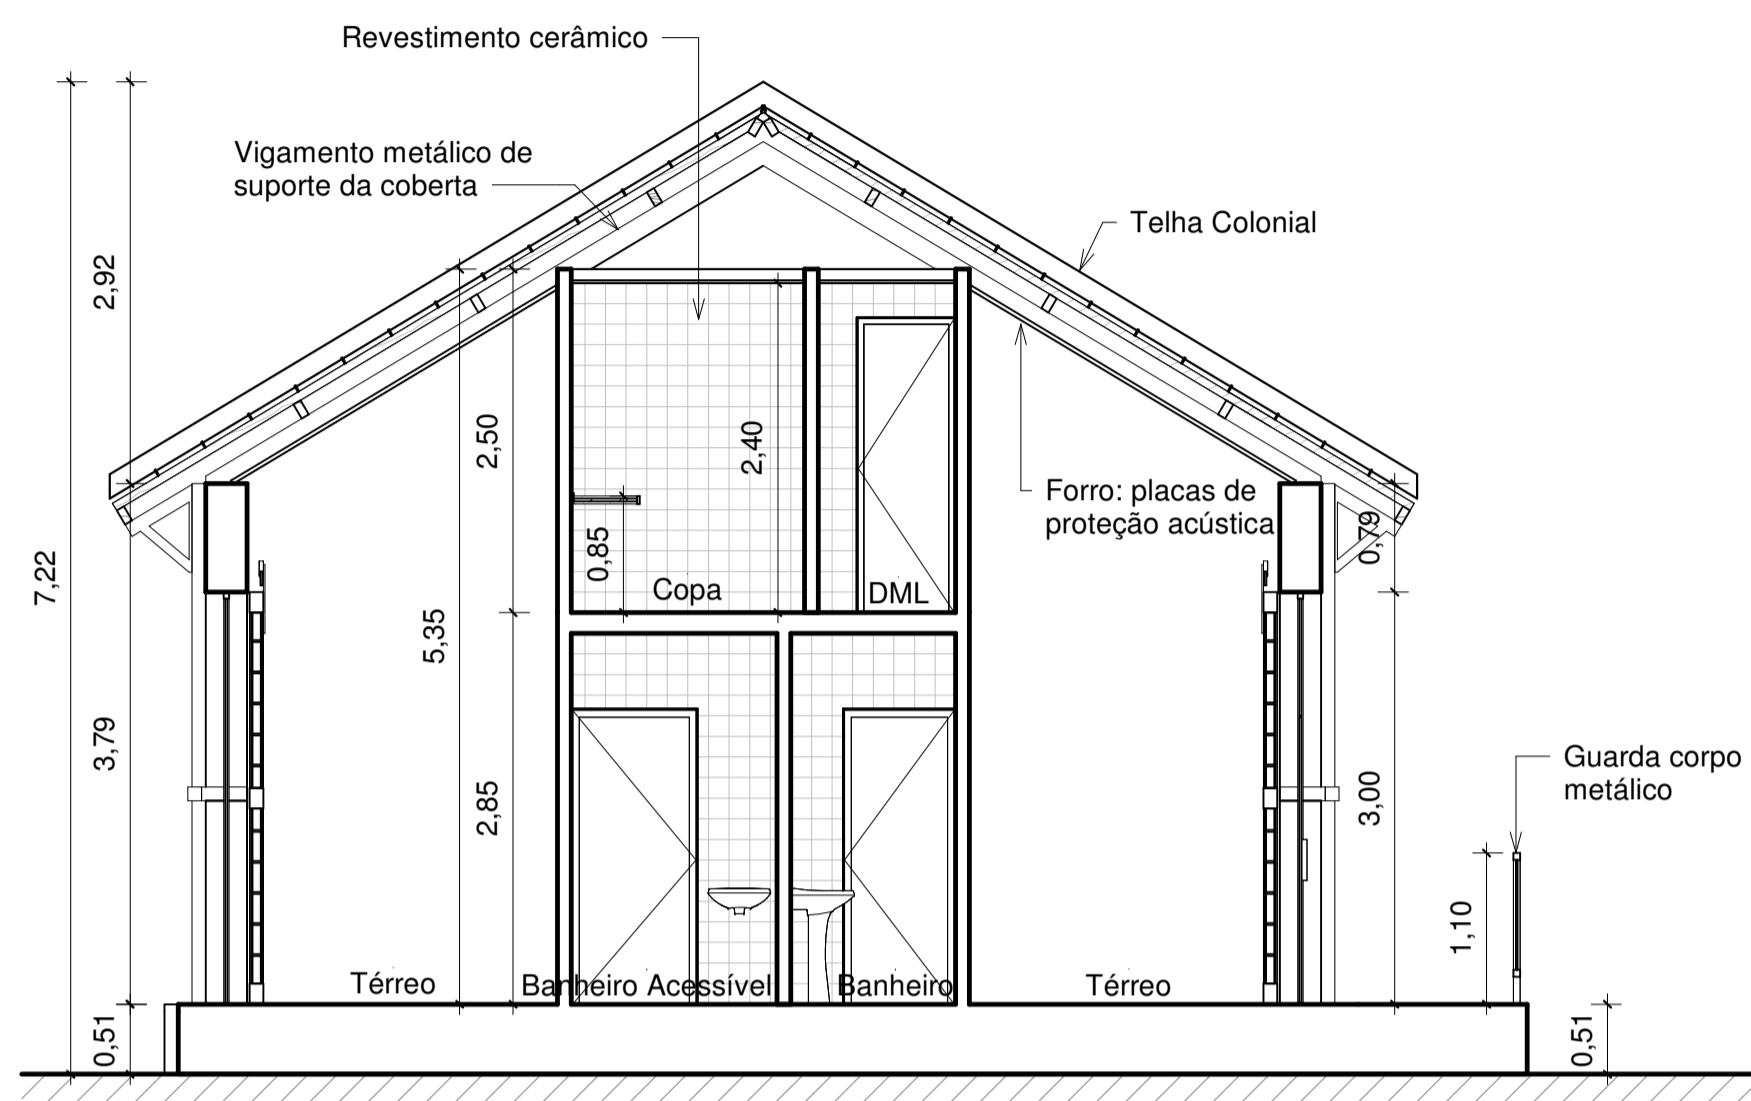 Revestimento cerâmico
Vigamento metálico de
suporte da coberta
Telha Colonial
2,92
2,50
2,40
Forro: placas de
proteção acústica
0,79
0,85
7,22
Copa
DML
5,35
3,79
2,85
3,00
Guarda corpo
metálico
1,10
Térreo
Banheiro Acessível
Banheiro
Térreo
0,51
0,51